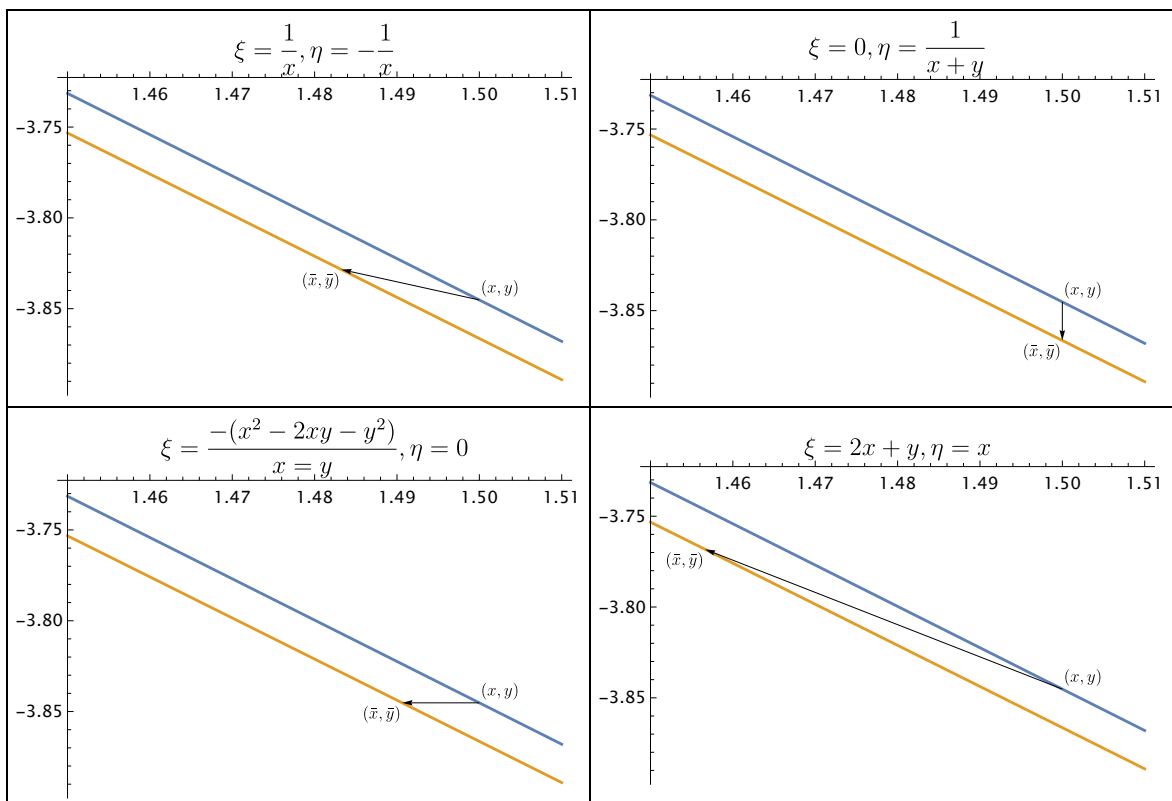 ξ = 1/x, η = −1/x
1.46 1.47 1.48 1.49 1.50 1.51
−3.75
−3.80
(x̄, ȳ)
(x, y)
−3.85
ξ = 0, η = 1/(x + y)
1.46 1.47 1.48 1.49 1.50 1.51
−3.75
−3.80
(x, y)
−3.85
(x̄, ȳ)
ξ = −(x² − 2xy − y²)/(x = y), η = 0
1.46 1.47 1.48 1.49 1.50 1.51
−3.75
−3.80
(x, y)
−3.85
(x̄, ȳ)
ξ = 2x + y, η = x
1.46 1.47 1.48 1.49 1.50 1.51
−3.75
(x̄, ȳ)
−3.80
(x, y)
−3.85